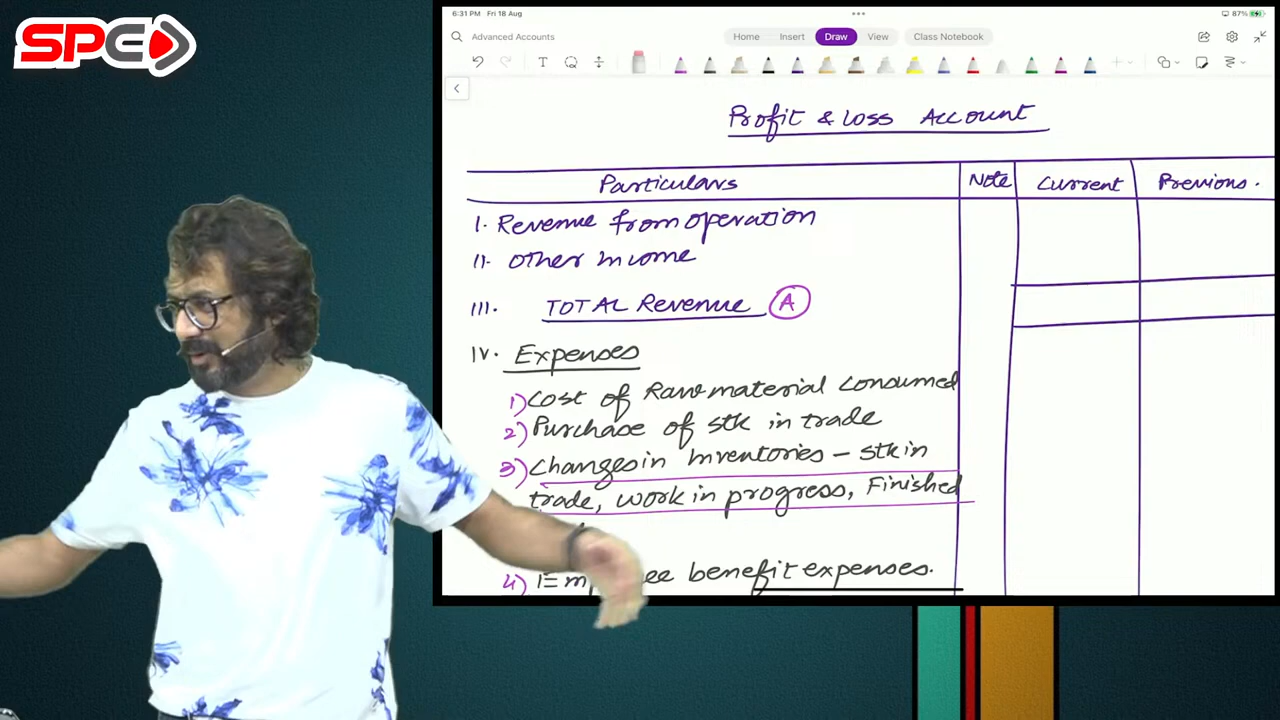 SPE
6:31 PM Fri 18 Aug
87%
Advanced Accounts
Home Insert Draw View Class Notebook
Profit & Loss Account
Particulars Note Current Previous.
I. Revenue from operation
II. Other Income
III. TOTAL Revenue A
IV. Expenses
1) Cost of Raw material consumed
2) Purchase of stk in trade
3) Changes in Inventories - stk in
trade, work in progress, Finished
4) benefit expenses.